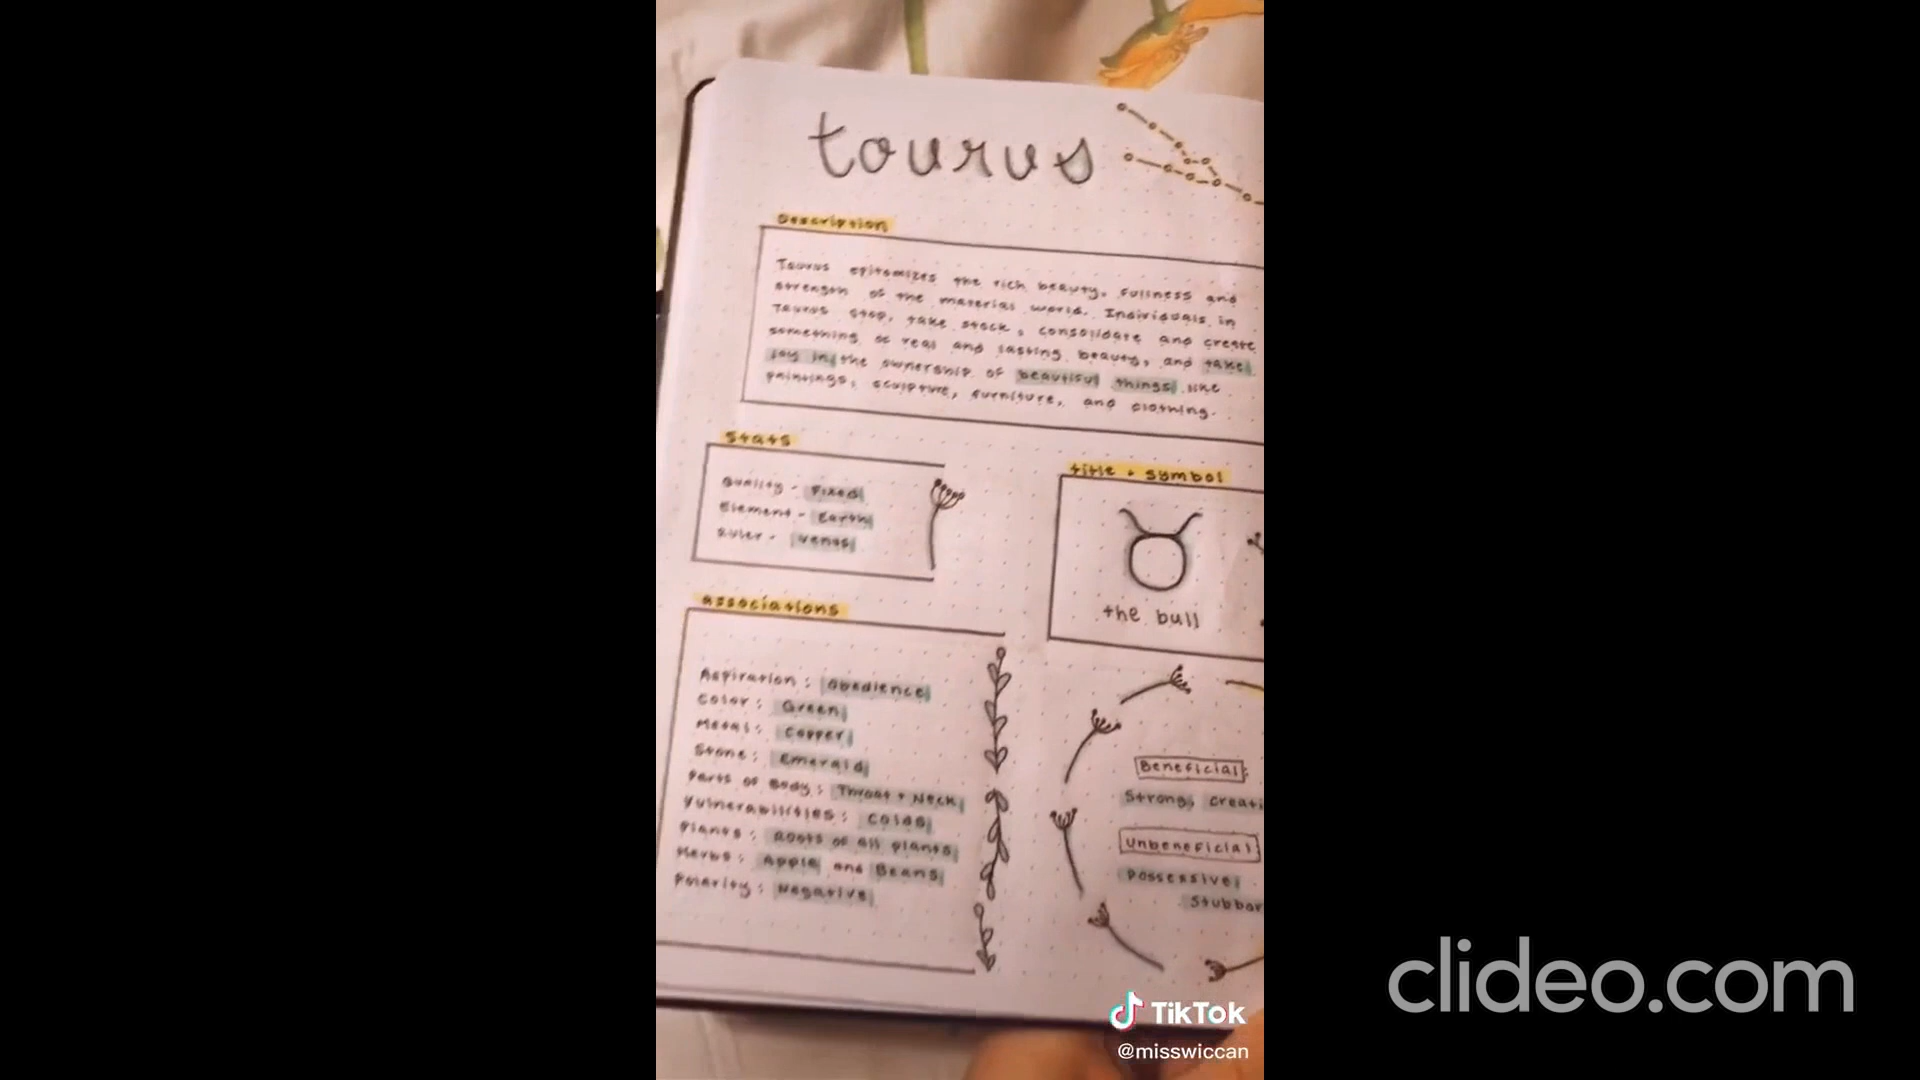 taurus
Description
Taurus epitomizes the rich beauty, fullness and
strength of the material world. Individuals in
Taurus stop, take stock, consolidate and create
something of real and lasting beauty, and take
joy in the ownership of beautiful things like
paintings, sculpture, furniture, and clothing.
Stats
Quality - Fixed
Element - Earth
Ruler - Venus
title + symbol
the bull
associations
Aspiration: Obedience
Color: Green
Metal: Copper
Stone: Emerald
Parts of Body: Throat + Neck
Vulnerabilities: Colds
Plants: Roots of all plants
Herbs: Apple and Beans
Polarity: Negative
Beneficial:
Strong, creati
Unbeneficial
Possessive,
Stubbor
TikTok
@misswiccan
clideo.com